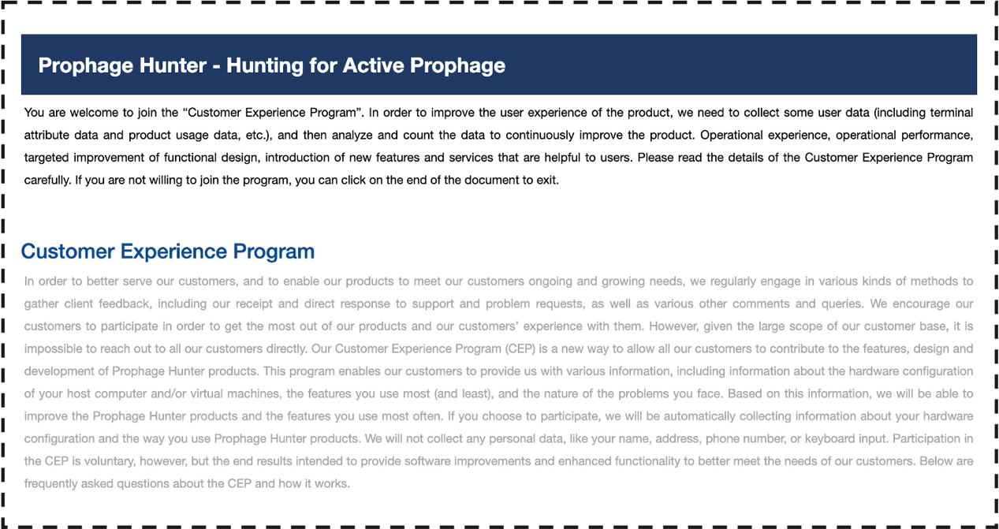 Prophage Hunter - Hunting for Active Prophage
You are welcome to join the “Customer Experience Program”. In order to improve the user experience of the product, we need to collect some user data (including terminal
attribute data and product usage data, etc.), and then analyze and count the data to continuously improve the product. Operational experience, operational performance,
targeted improvement of functional design, introduction of new features and services that are helpful to users. Please read the details of the Customer Experience Program
carefully. If you are not willing to join the program, you can click on the end of the document to exit.
Customer Experience Program
In order to better serve our customers, and to enable our products to meet our customers ongoing and growing needs, we regularly engage in various kinds of methods to
gather client feedback, including our receipt and direct response to support and problem requests, as well as various other comments and queries. We encourage our
customers to participate in order to get the most out of our products and our customers’ experience with them. However, given the large scope of our customer base, it is
impossible to reach out to all our customers directly. Our Customer Experience Program (CEP) is a new way to allow all our customers to contribute to the features, design and
development of Prophage Hunter products. This program enables our customers to provide us with various information, including information about the hardware configuration
of your host computer and/or virtual machines, the features you use most (and least), and the nature of the problems you face. Based on this information, we will be able to
improve the Prophage Hunter products and the features you use most often. If you choose to participate, we will be automatically collecting information about your hardware
configuration and the way you use Prophage Hunter products. We will not collect any personal data, like your name, address, phone number, or keyboard input. Participation in
the CEP is voluntary, however, but the end results intended to provide software improvements and enhanced functionality to better meet the needs of our customers. Below are
frequently asked questions about the CEP and how it works.